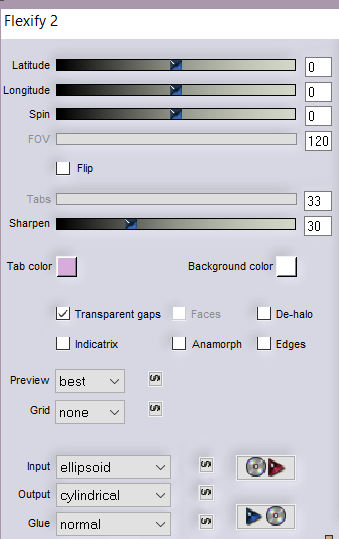 Flexify 2
Latitude 0
Longitude 0
Spin 0
FOV 120
Flip
Tabs 33
Sharpen 30
Tab color Background color
Transparent gaps Faces De-halo
Indicatrix Anamorph Edges
Preview best S
Grid none S
Input ellipsoid S
Output cylindrical S
Glue normal S